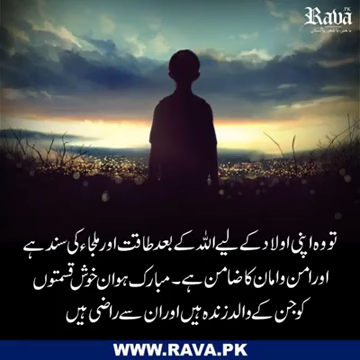 Rava.PK
تو وہ اپنی اولاد کے لیے اللہ کے بعد طاقت اور ملجاء کی سند ہے
اور امن و امان کا ضامن ہے۔ مبارک ہو ان خوش قسمتوں
کو جن کے والد زندہ ہیں اور ان سے راضی ہیں
WWW.RAVA.PK